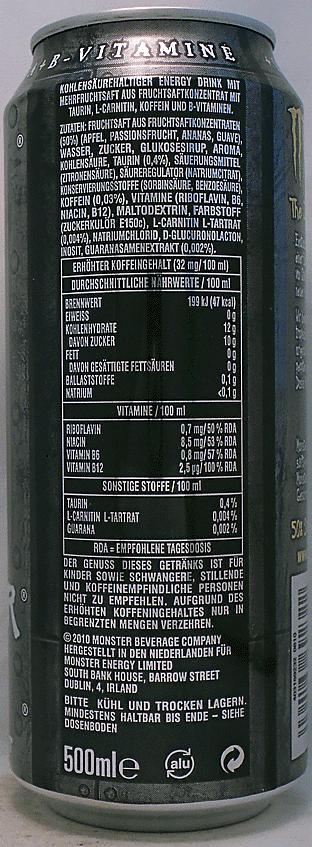 + B-VITAMINE
KOHLENSÄUREHALTIGER ENERGY DRINK MIT
MEHRFRUCHTSAFT AUS FRUCHTSAFTKONZENTRAT MIT
TAURIN, L-CARNITIN, KOFFEIN UND B-VITAMINEN.
ZUTATEN: FRUCHTSAFT AUS FRUCHTSAFTKONZENTRATEN
(50%) (APFEL, PASSIONSFRUCHT, ANANAS, GUAVE),
WASSER, ZUCKER, GLUKOSESIRUP, AROMA,
KOHLENSÄURE, TAURIN (0,4%), SÄUERUNGSMITTEL
(ZITRONENSÄURE), SÄUREREGULATOR (NATRIUMCITRAT),
KONSERVIERUNGSSTOFFE (SORBINSÄURE, BENZOESÄURE),
KOFFEIN (0,03%), VITAMINE (RIBOFLAVIN, B6,
NIACIN, B12), MALTODEXTRIN, FARBSTOFF
(ZUCKERKULÖR E150c), L-CARNITIN L-TARTRAT
(0,004%), NATRIUMCHLORID, D-GLUCURONOLACTON,
INOSIT, GUARANASAMENEXTRAKT (0,002%).
ERHÖHTER KOFFEINGEHALT (32 mg/100 ml)
DURCHSCHNITTLICHE NÄHRWERTE / 100 ml
BRENNWERT 199 kJ (47 kcal)
EIWEISS 0g
KOHLENHYDRATE 12g
DAVON ZUCKER 10g
FETT 0g
DAVON GESÄTTIGTE FETTSÄUREN 0g
BALLASTSTOFFE 0,1g
NATRIUM <0,1g
VITAMINE / 100 ml
RIBOFLAVIN 0,7 mg/50 % RDA
NIACIN 8,5 mg/53 % RDA
VITAMIN B6 0,8 mg/57 % RDA
VITAMIN B12 2,5 µg/100 % RDA
SONSTIGE STOFFE / 100 ml
TAURIN 0,4 %
L-CARNITIN L-TARTRAT 0,004 %
GUARANA 0,002 %
RDA = EMPFOHLENE TAGESDOSIS
DER GENUSS DIESES GETRÄNKS IST FÜR
KINDER SOWIE SCHWANGERE, STILLENDE
UND KOFFEINEMPFINDLICHE PERSONEN
NICHT ZU EMPFEHLEN. AUFGRUND DES
ERHÖHTEN KOFFEINGEHALTES NUR IN
BEGRENZTEN MENGEN VERZEHREN.
© 2010 MONSTER BEVERAGE COMPANY
HERGESTELLT IN DEN NIEDERLANDEN FÜR
MONSTER ENERGY LIMITED
SOUTH BANK HOUSE, BARROW STREET
DUBLIN, 4, IRLAND
BITTE KÜHL UND TROCKEN LAGERN.
MINDESTENS HALTBAR BIS ENDE – SIEHE
DOSENBODEN
500ml e alu